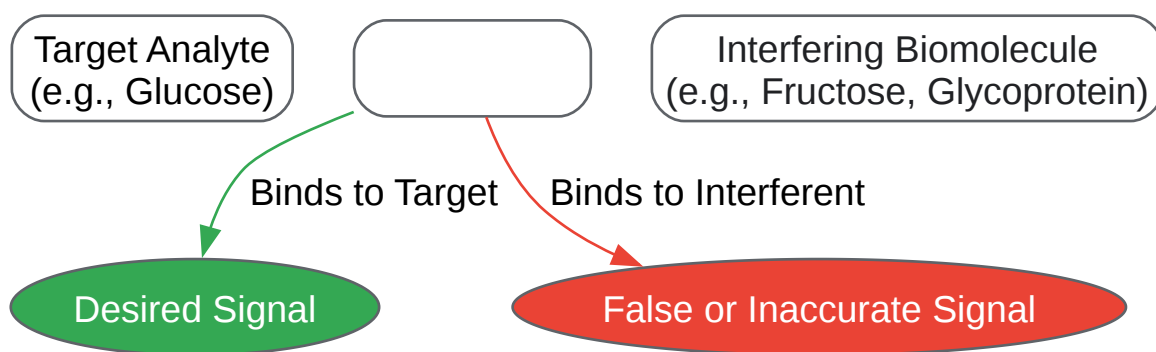 Target Analyte
(e.g., Glucose)
Interfering Biomolecule
(e.g., Fructose, Glycoprotein)
Binds to Target
Binds to Interferent
Desired Signal
False or Inaccurate Signal